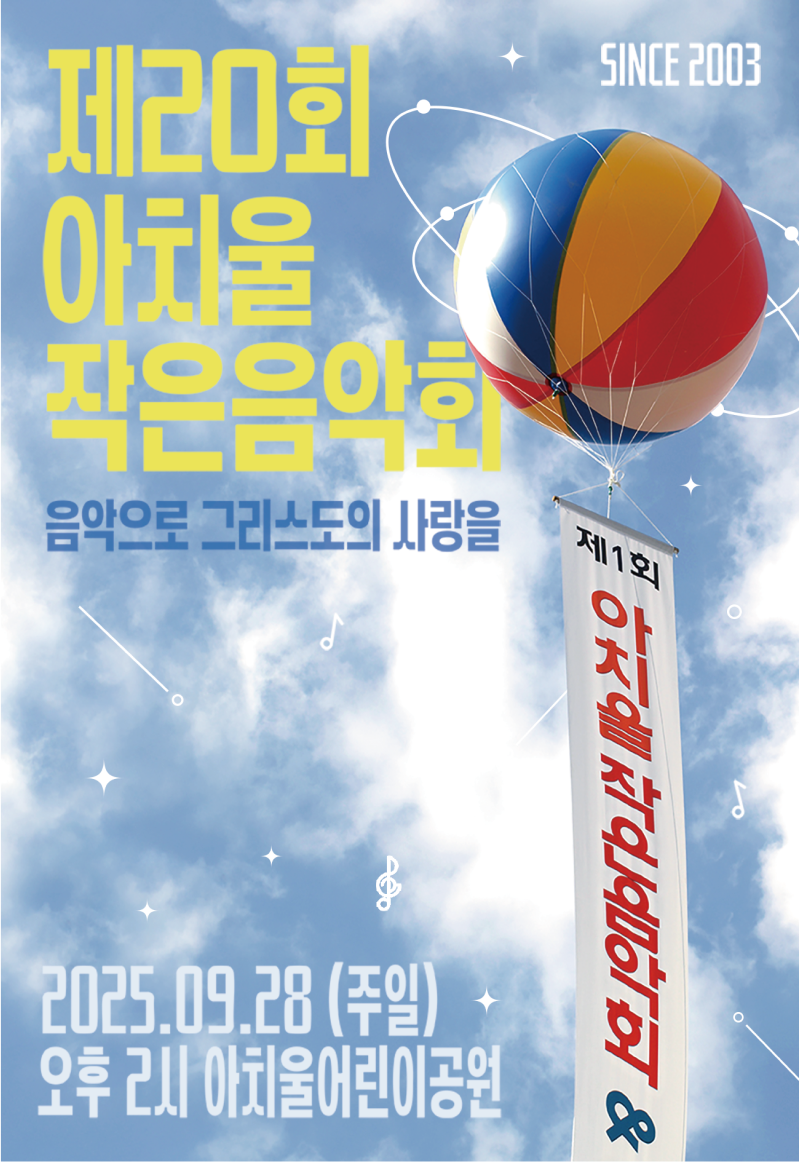 제20회
아치울
작은음악회
음악으로 그리스도의 사랑을
SINCE 2003
제1회
아치울작은음악회
&
2025.09.28 (주일)
오후 2시 아치울어린이공원